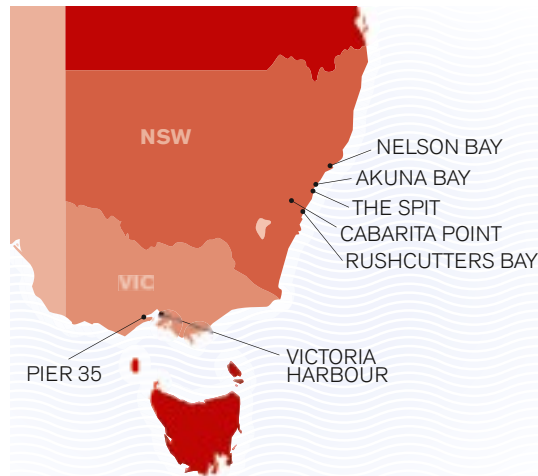 NSW
NELSON BAY
AKUNA BAY
THE SPIT
CABARITA POINT
RUSHCUTTERS BAY
VIC
PIER 35
VICTORIA
HARBOUR